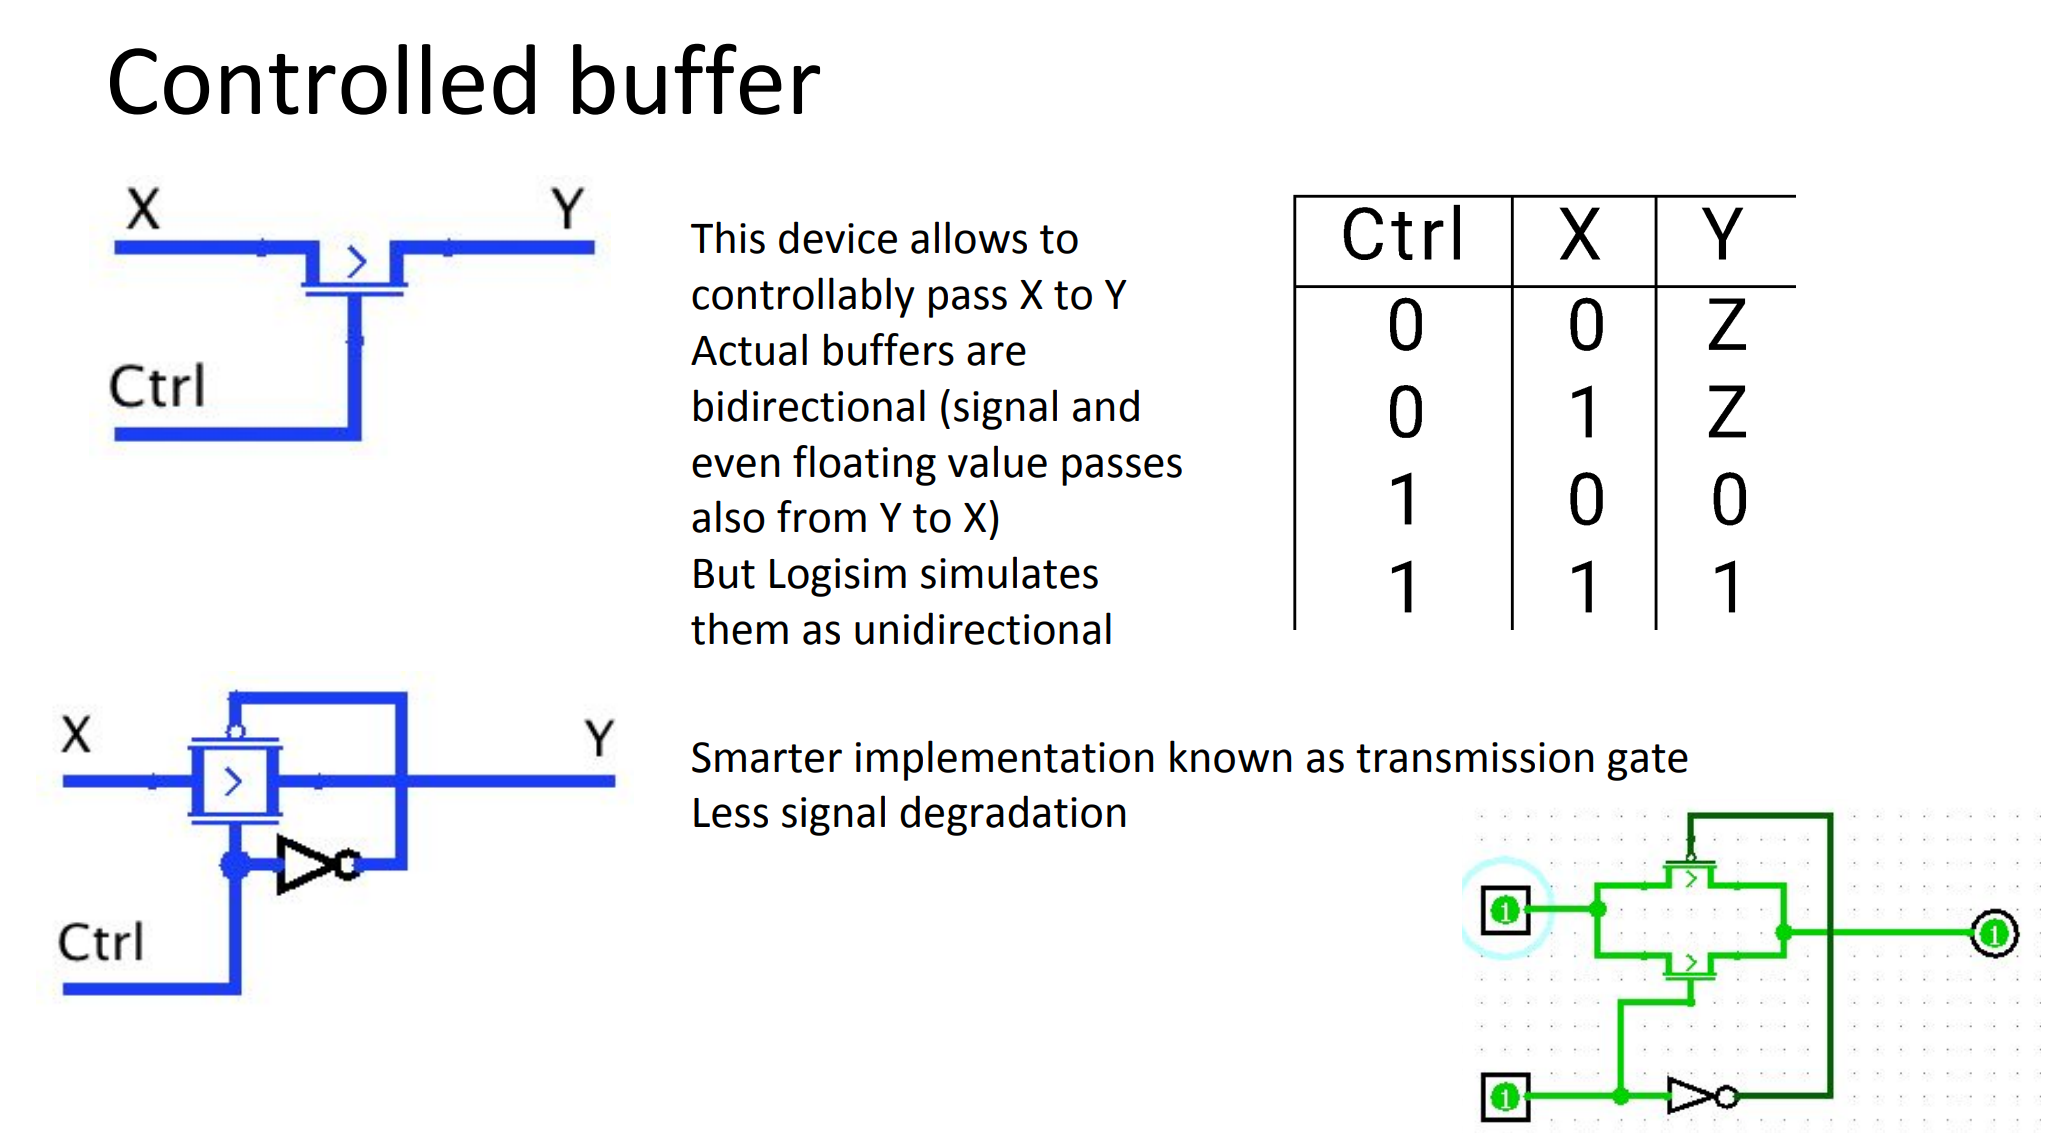 Controlled buffer
X Y
Ctrl
This device allows to
controllably pass X to Y
Actual buffers are
bidirectional (signal and
even floating value passes
also from Y to X)
But Logisim simulates
them as unidirectional
Ctrl X Y
0 0 Z
0 1 Z
1 0 0
1 1 1
X Y
Ctrl
Smarter implementation known as transmission gate
Less signal degradation
1 1
1